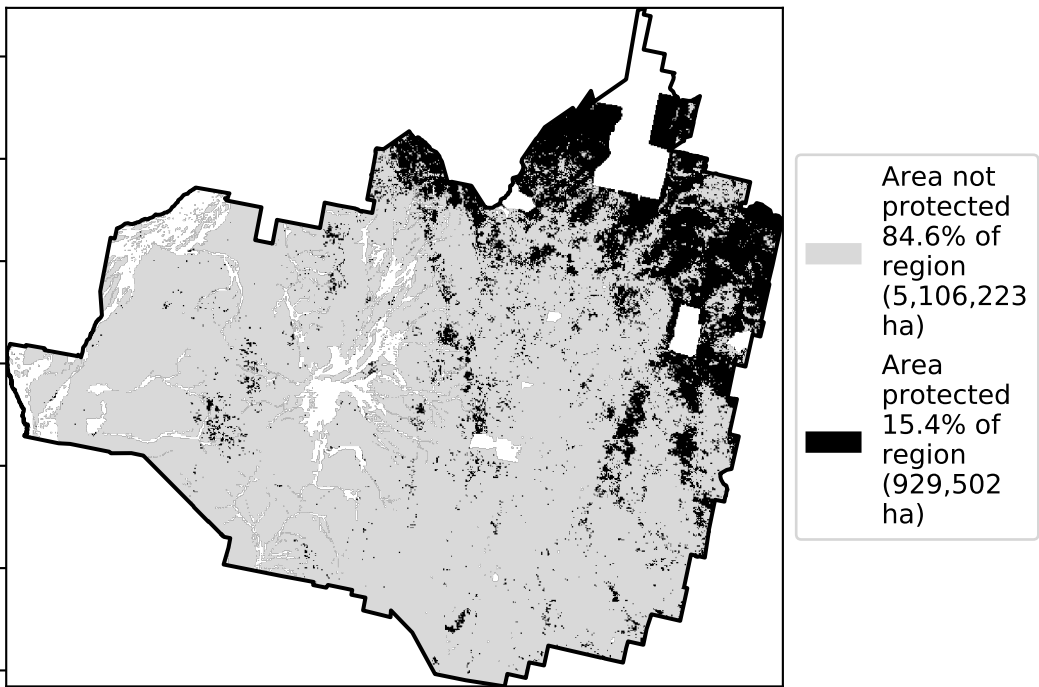 Area not
protected
84.6% of
region
(5,106,223
ha)
Area
protected
15.4% of
region
(929,502
ha)